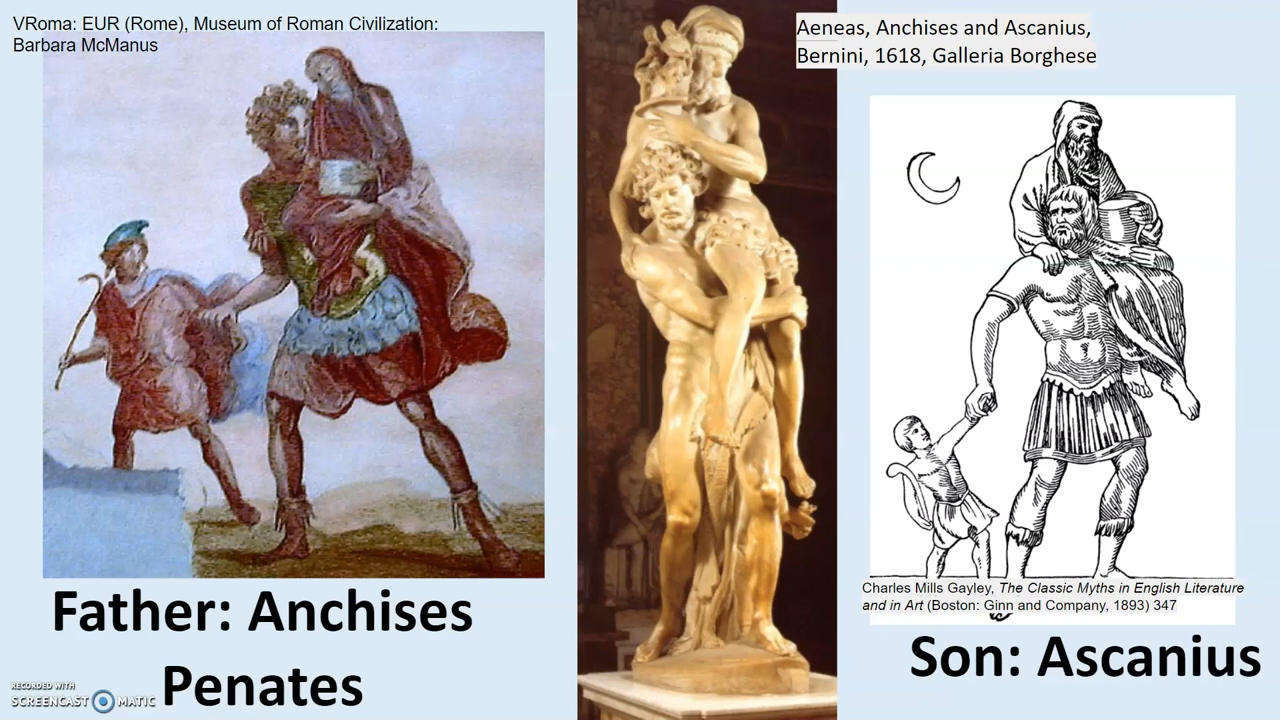 VRoma: EUR (Rome), Museum of Roman Civilization:
Barbara McManus
Aeneas, Anchises and Ascanius,
Bernini, 1618, Galleria Borghese
Charles Mills Gayley, The Classic Myths in English Literature
and in Art (Boston: Ginn and Company, 1893) 347
Father: Anchises
Penates
Son: Ascanius
RECORDED WITH
SCREENCAST MATIC